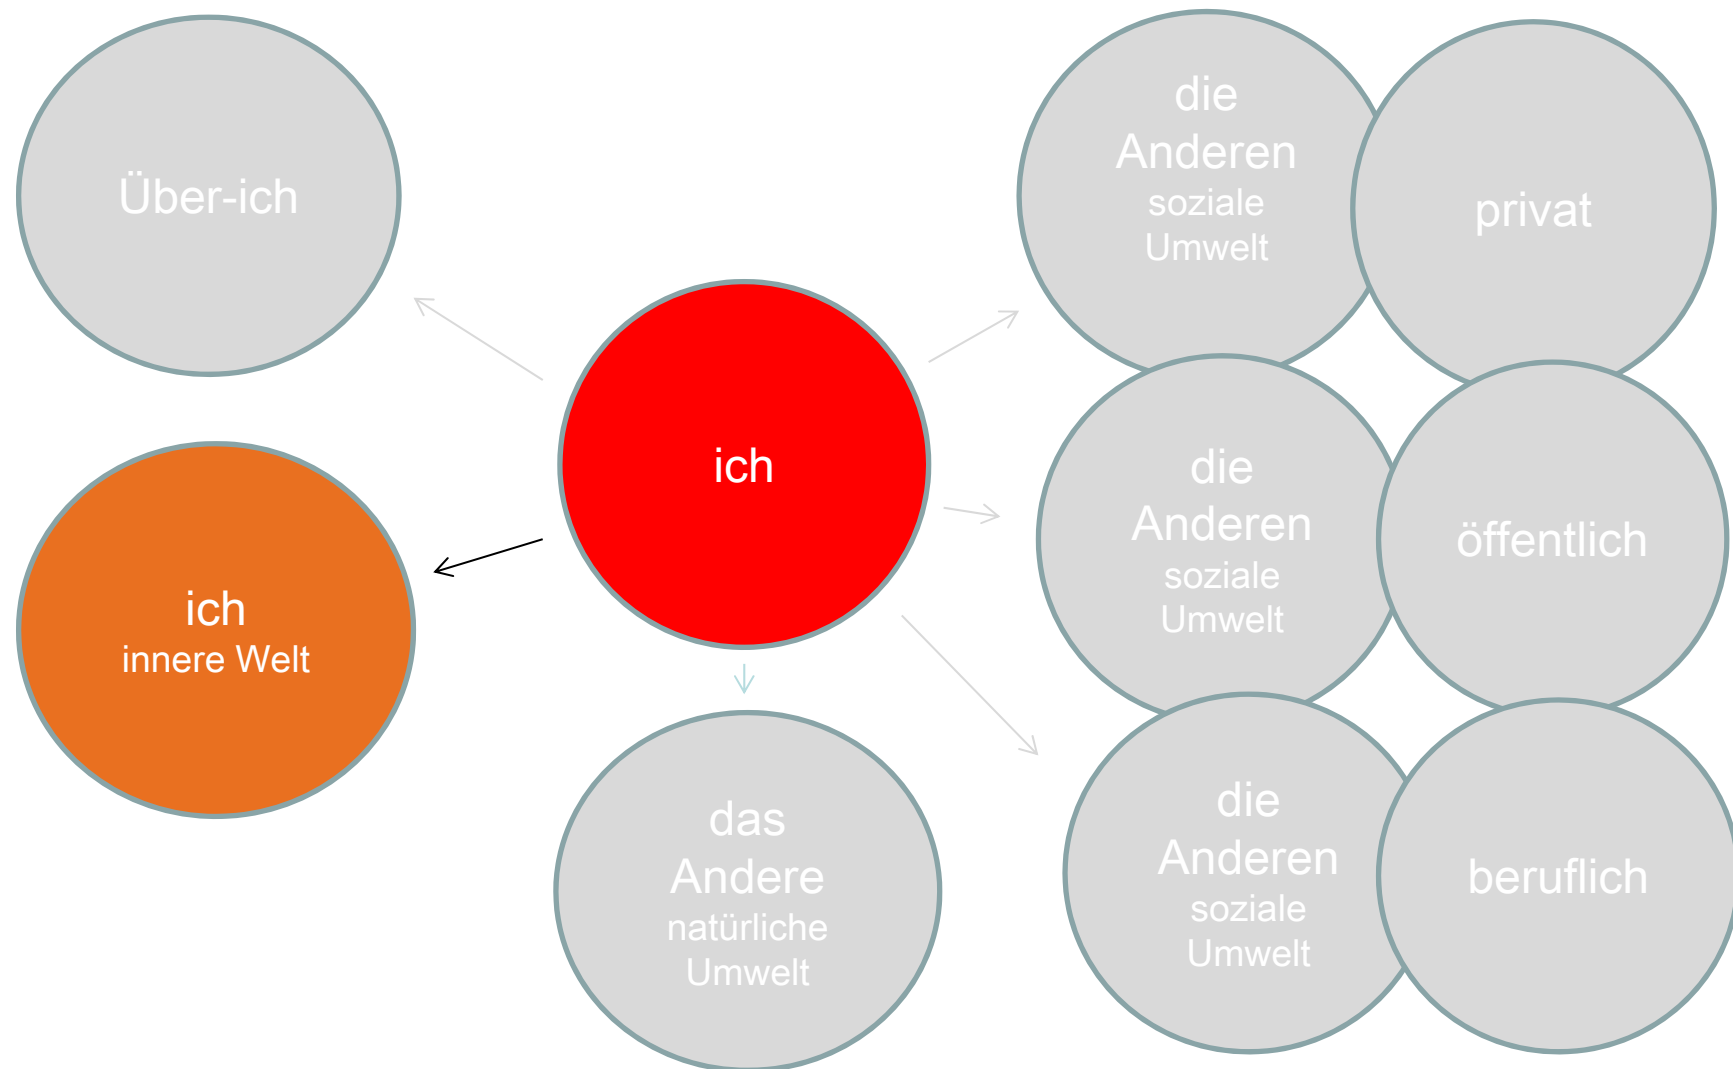 Über-ich
ich
innere Welt
ich
das
Andere
natürliche
Umwelt
die
Anderen
soziale
Umwelt
privat
die
Anderen
soziale
Umwelt
öffentlich
die
Anderen
soziale
Umwelt
beruflich